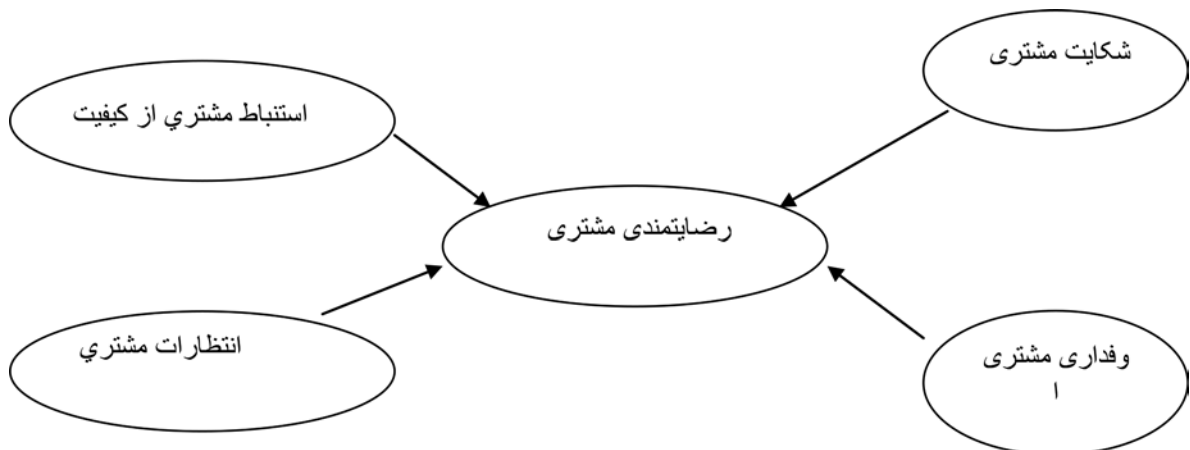 شکایت مشتری
استنباط مشتري از کیفیت
رضایتمندی مشتری
انتظارات مشتري
وفداری مشتری
ا